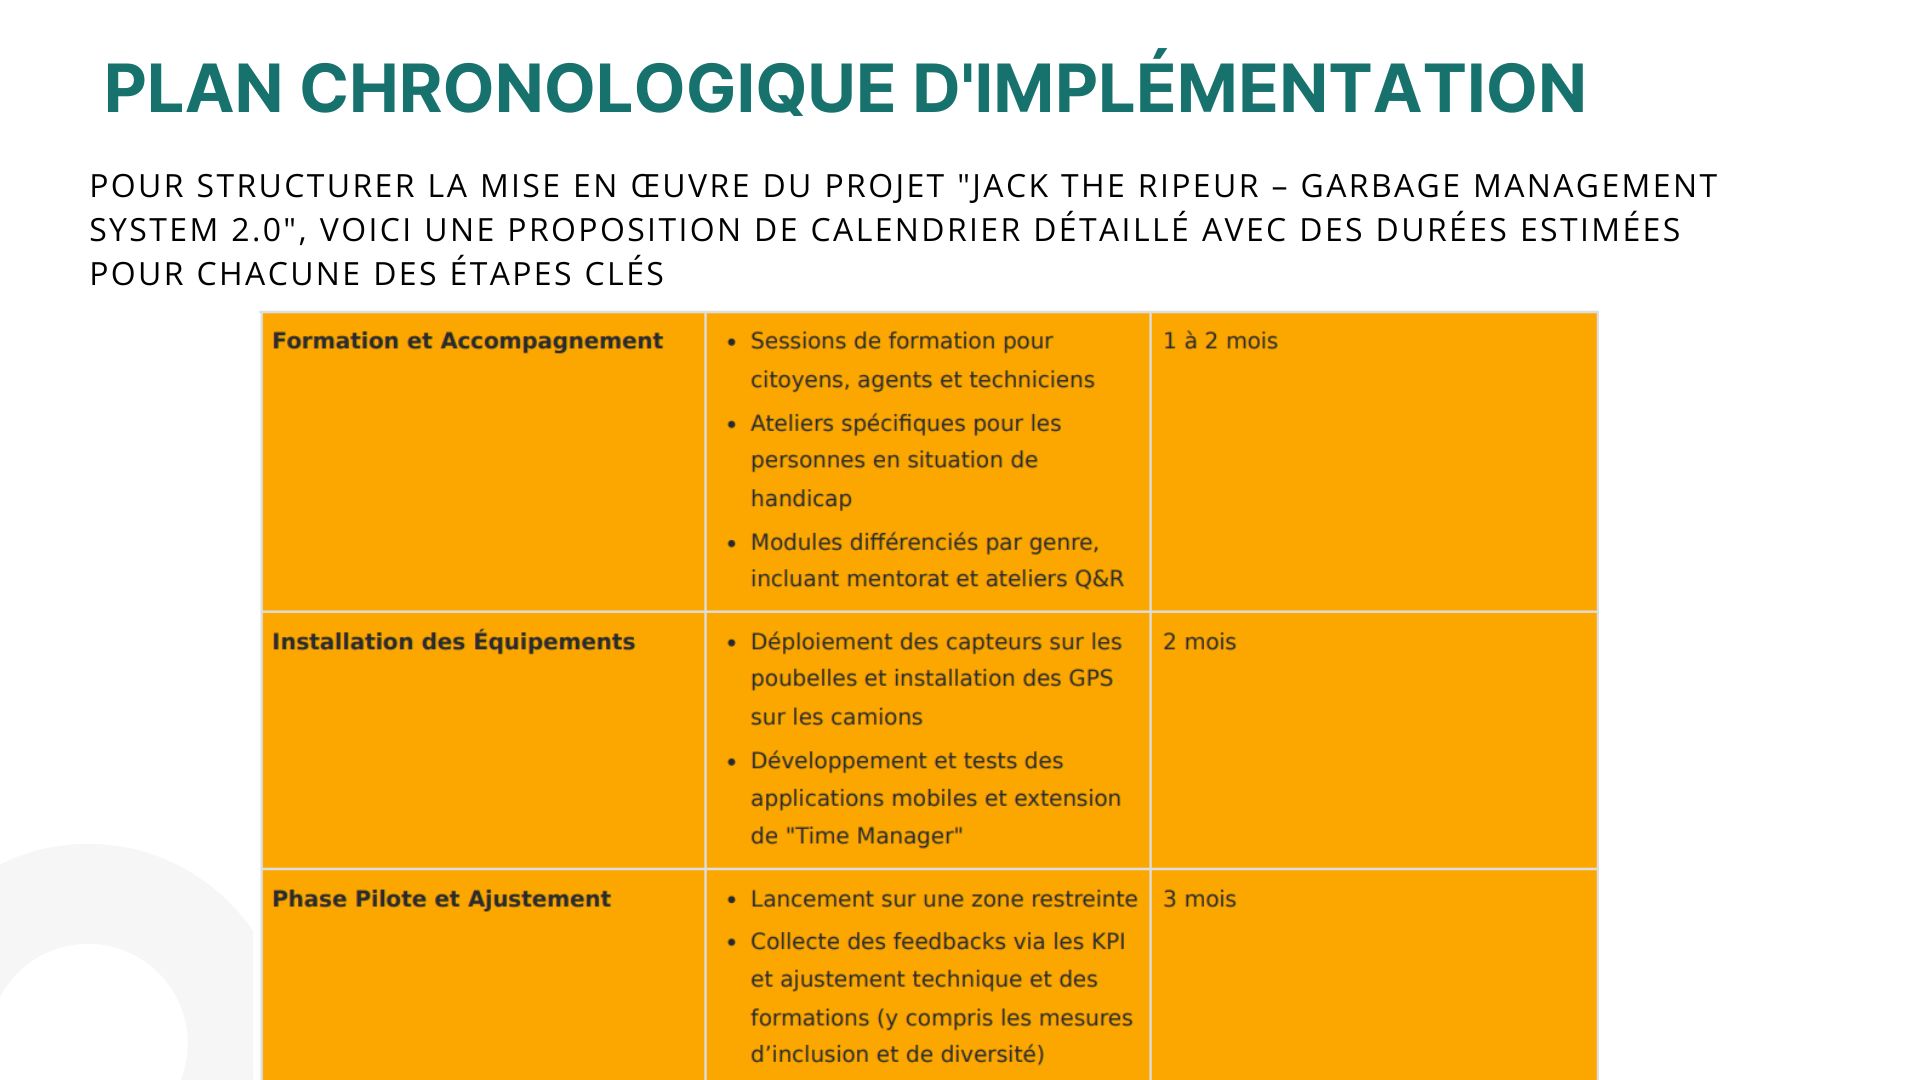 PLAN CHRONOLOGIQUE D'IMPLÉMENTATION
POUR STRUCTURER LA MISE EN ŒUVRE DU PROJET "JACK THE RIPEUR – GARBAGE MANAGEMENT
SYSTEM 2.0", VOICI UNE PROPOSITION DE CALENDRIER DÉTAILLÉ AVEC DES DURÉES ESTIMÉES
POUR CHACUNE DES ÉTAPES CLÉS
Formation et Accompagnement
• Sessions de formation pour
citoyens, agents et techniciens
• Ateliers spécifiques pour les
personnes en situation de
handicap
• Modules différenciés par genre,
incluant mentorat et ateliers Q&R
1 à 2 mois
Installation des Équipements
• Déploiement des capteurs sur les
poubelles et installation des GPS
sur les camions
• Développement et tests des
applications mobiles et extension
de "Time Manager"
2 mois
Phase Pilote et Ajustement
• Lancement sur une zone restreinte
• Collecte des feedbacks via les KPI
et ajustement technique et des
formations (y compris les mesures
d’inclusion et de diversité)
3 mois